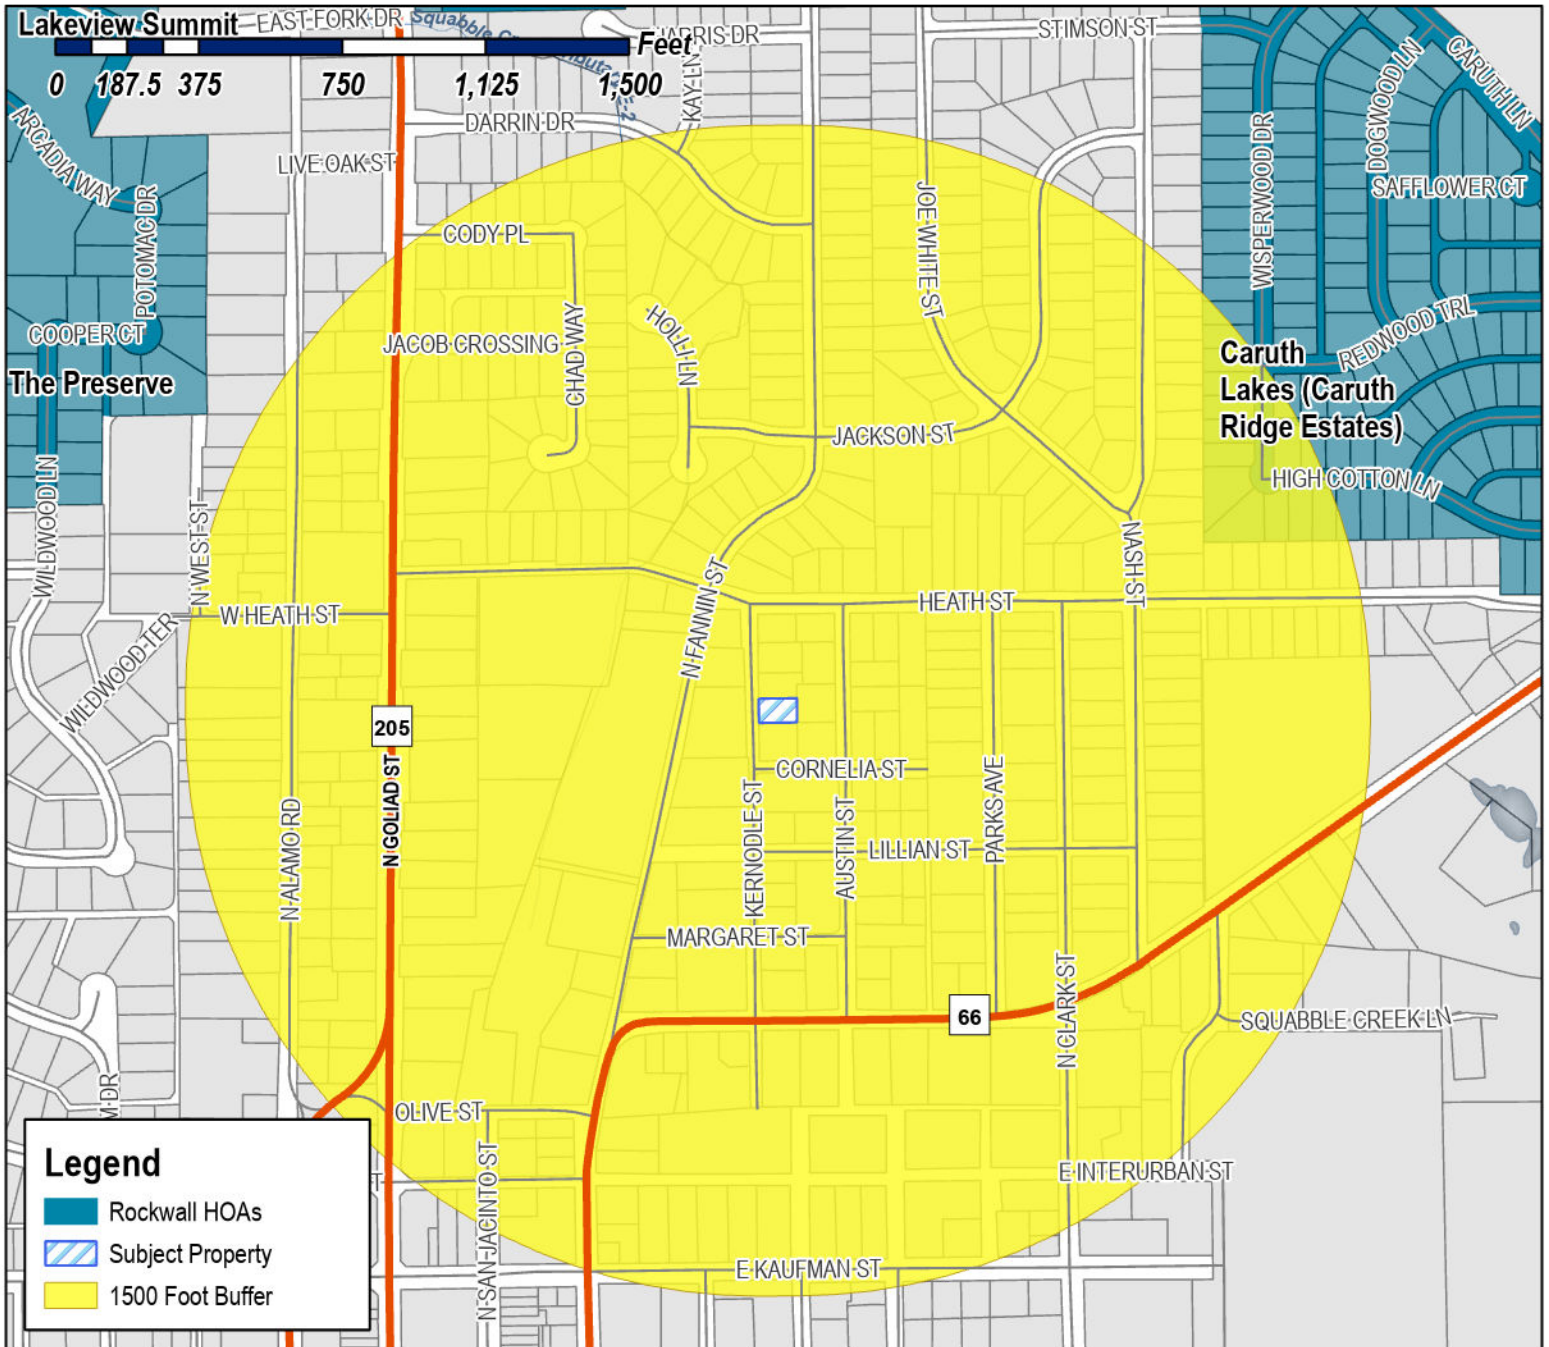 Lakeview Summit
EAST FORK DR
Squabble
HARRIS DR
STIMSON ST
Feet
0 187.5 375 750 1,125 1,500
KAY LN
DOGWOOD LN
CARUTH LN
ARCADIA WAY
DARRIN DR
LIVE OAK ST
WISPERWOOD DR
SAFFLOWER CT
POTOMAC DR
JOE WHITE ST
CODY PL
COOPER CT
JACOB CROSSING
CHAD WAY
HOLLI LN
REDWOOD TRL
The Preserve
Caruth
Lakes (Caruth
Ridge Estates)
JACKSON ST
HIGH COTTON LN
WILDWOOD LN
N WEST ST
NASH ST
N FANNIN ST
HEATH ST
W HEATH ST
WILDWOOD TER
205
N GOLIAD ST
CORNELIA ST
N ALAMO RD
KERNODLE ST
AUSTIN ST
PARKS AVE
LILLIAN ST
MARGARET ST
66
N CLARK ST
SQUABBLE CREEK LN
M DR
OLIVE ST
N SAN JACINTO ST
E INTERURBAN ST
T
E KAUFMAN ST
Legend
Rockwall HOAs
Subject Property
1500 Foot Buffer